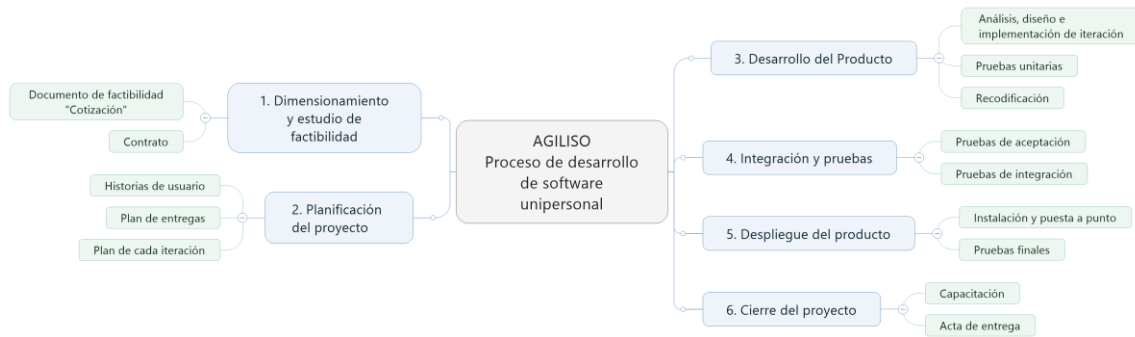 AGILISO
Proceso de desarrollo
de software
unipersonal
1. Dimensionamiento
y estudio de
factibilidad
Documento de factibilidad
"Cotización"
Contrato
2. Planificación
del proyecto
Historias de usuario
Plan de entregas
Plan de cada iteración
3. Desarrollo del Producto
Análisis, diseño e
implementación de iteración
Pruebas unitarias
Recodificación
4. Integración y pruebas
Pruebas de aceptación
Pruebas de integración
5. Despliegue del producto
Instalación y puesta a punto
Pruebas finales
6. Cierre del proyecto
Capacitación
Acta de entrega